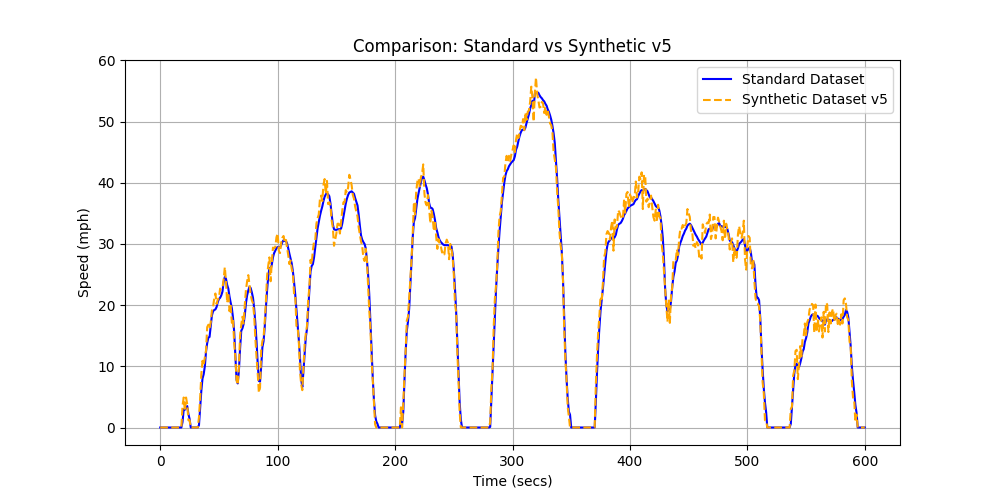 Comparison: Standard vs Synthetic v5
Standard Dataset
Synthetic Dataset v5
Speed (mph)
60
50
40
30
20
10
0
0 100 200 300 400 500 600
Time (secs)